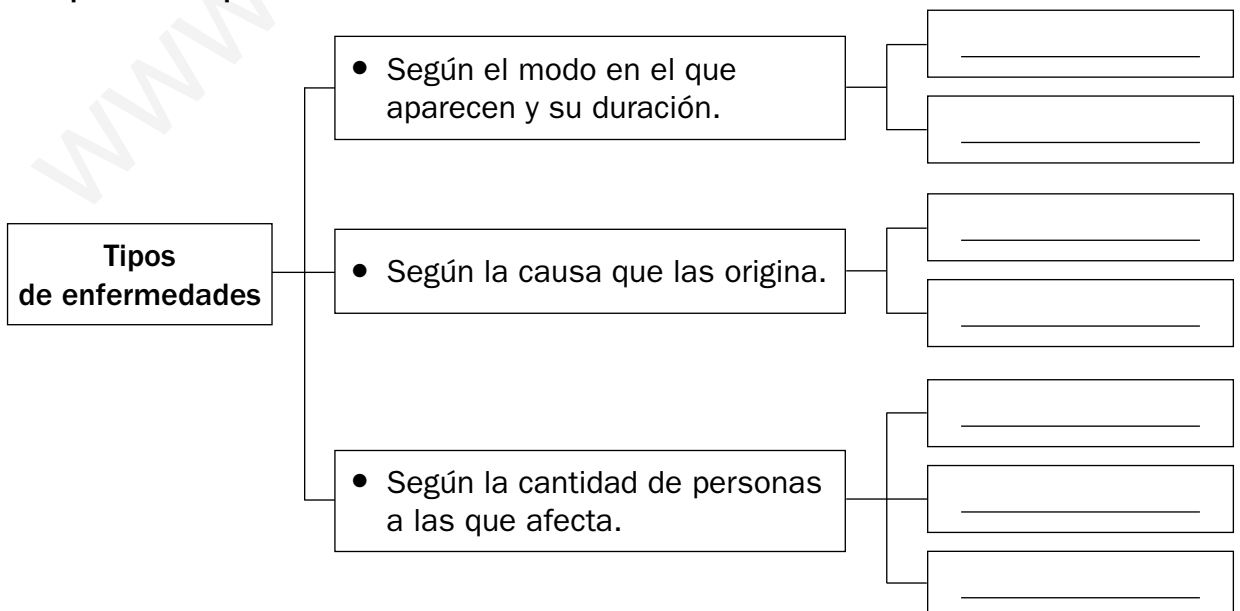 Tipos
de enfermedades
• Según el modo en el que
aparecen y su duración.
• Según la causa que las origina.
• Según la cantidad de personas
a las que afecta.
www